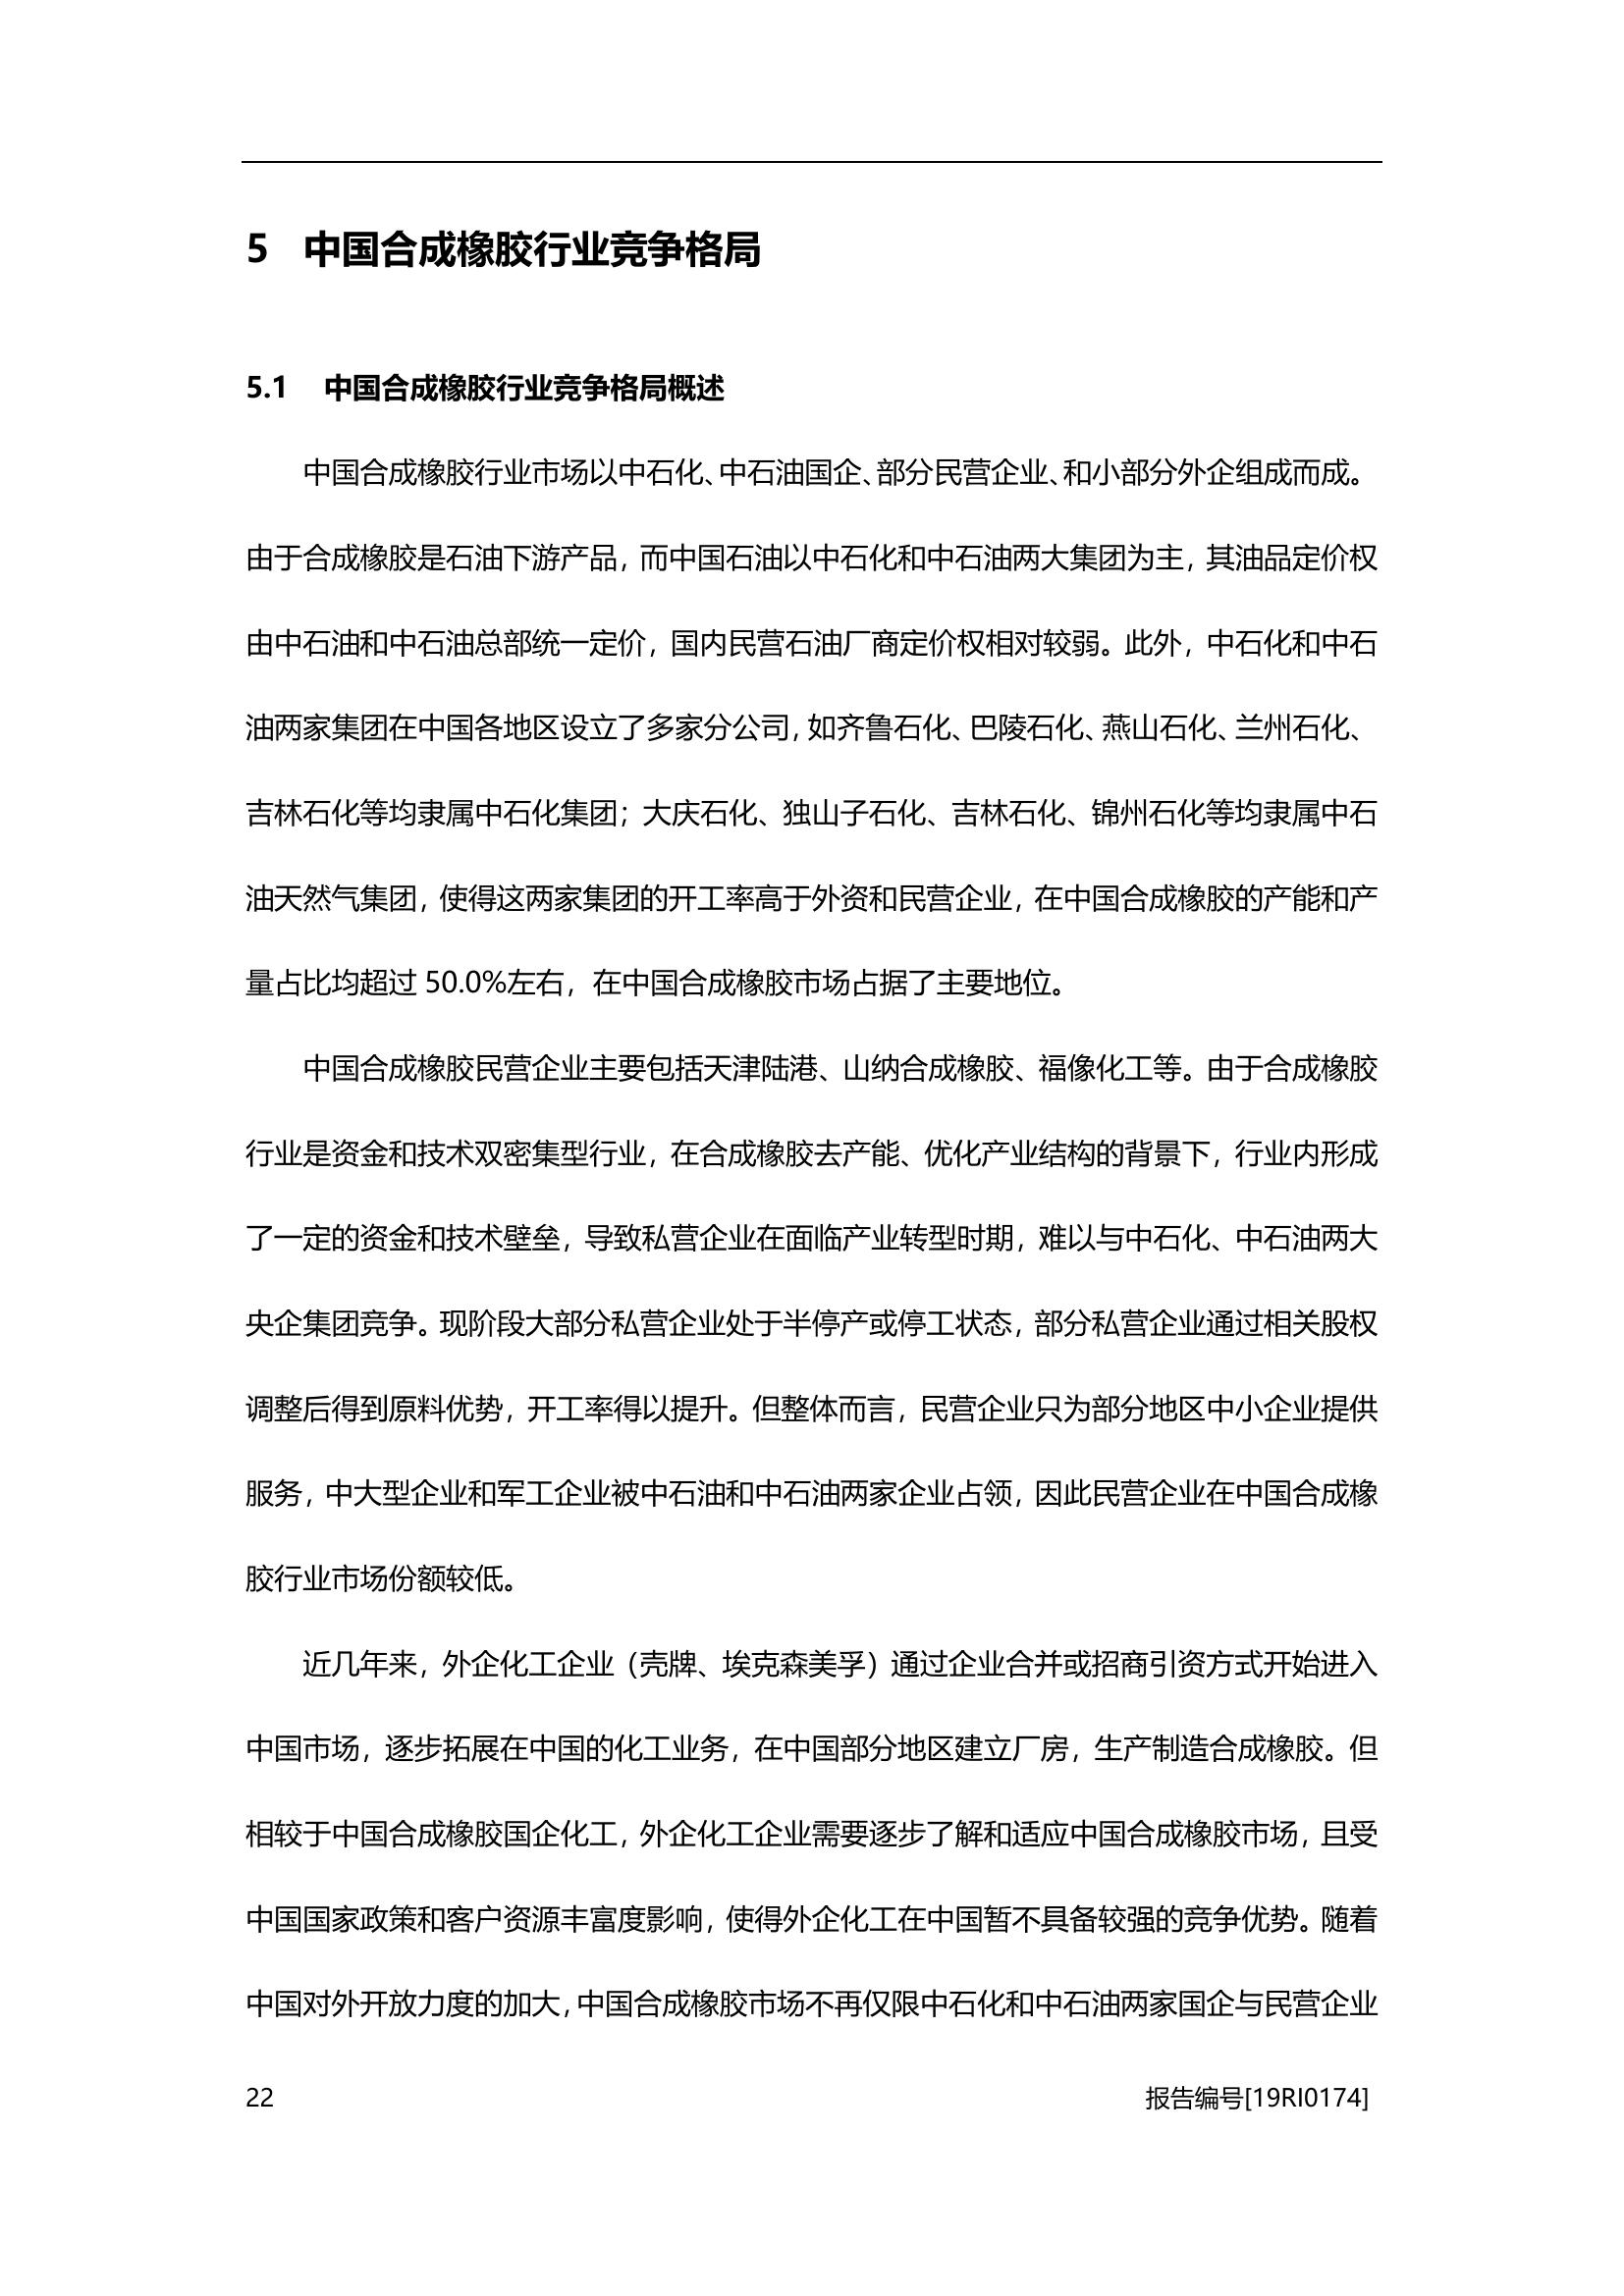 5 中国合成橡胶行业竞争格局
5.1 中国合成橡胶行业竞争格局概述
中国合成橡胶行业市场以中石化、中石油国企、部分民营企业、和小部分外企组成而成。
由于合成橡胶是石油下游产品，而中国石油以中石化和中石油两大集团为主，其油品定价权
由中石油和中石油总部统一定价，国内民营石油厂商定价权相对较弱。此外，中石化和中石
油两家集团在中国各地区设立了多家分公司，如齐鲁石化、巴陵石化、燕山石化、兰州石化、
吉林石化等均隶属中石化集团；大庆石化、独山子石化、吉林石化、锦州石化等均隶属中石
油天然气集团，使得这两家集团的开工率高于外资和民营企业，在中国合成橡胶的产能和产
量占比均超过 50.0%左右，在中国合成橡胶市场占据了主要地位。
中国合成橡胶民营企业主要包括天津陆港、山纳合成橡胶、福像化工等。由于合成橡胶
行业是资金和技术双密集型行业，在合成橡胶去产能、优化产业结构的背景下，行业内形成
了一定的资金和技术壁垒，导致私营企业在面临产业转型时期，难以与中石化、中石油两大
央企集团竞争。现阶段大部分私营企业处于半停产或停工状态，部分私营企业通过相关股权
调整后得到原料优势，开工率得以提升。但整体而言，民营企业只为部分地区中小企业提供
服务，中大型企业和军工企业被中石油和中石油两家企业占领，因此民营企业在中国合成橡
胶行业市场份额较低。
近几年来，外企化工企业（壳牌、埃克森美孚）通过企业合并或招商引资方式开始进入
中国市场，逐步拓展在中国的化工业务，在中国部分地区建立厂房，生产制造合成橡胶。但
相较于中国合成橡胶国企化工，外企化工企业需要逐步了解和适应中国合成橡胶市场，且受
中国国家政策和客户资源丰富度影响，使得外企化工在中国暂不具备较强的竞争优势。随着
中国对外开放力度的加大，中国合成橡胶市场不再仅限中石化和中石油两家国企与民营企业
22 报告编号[19RI0174]